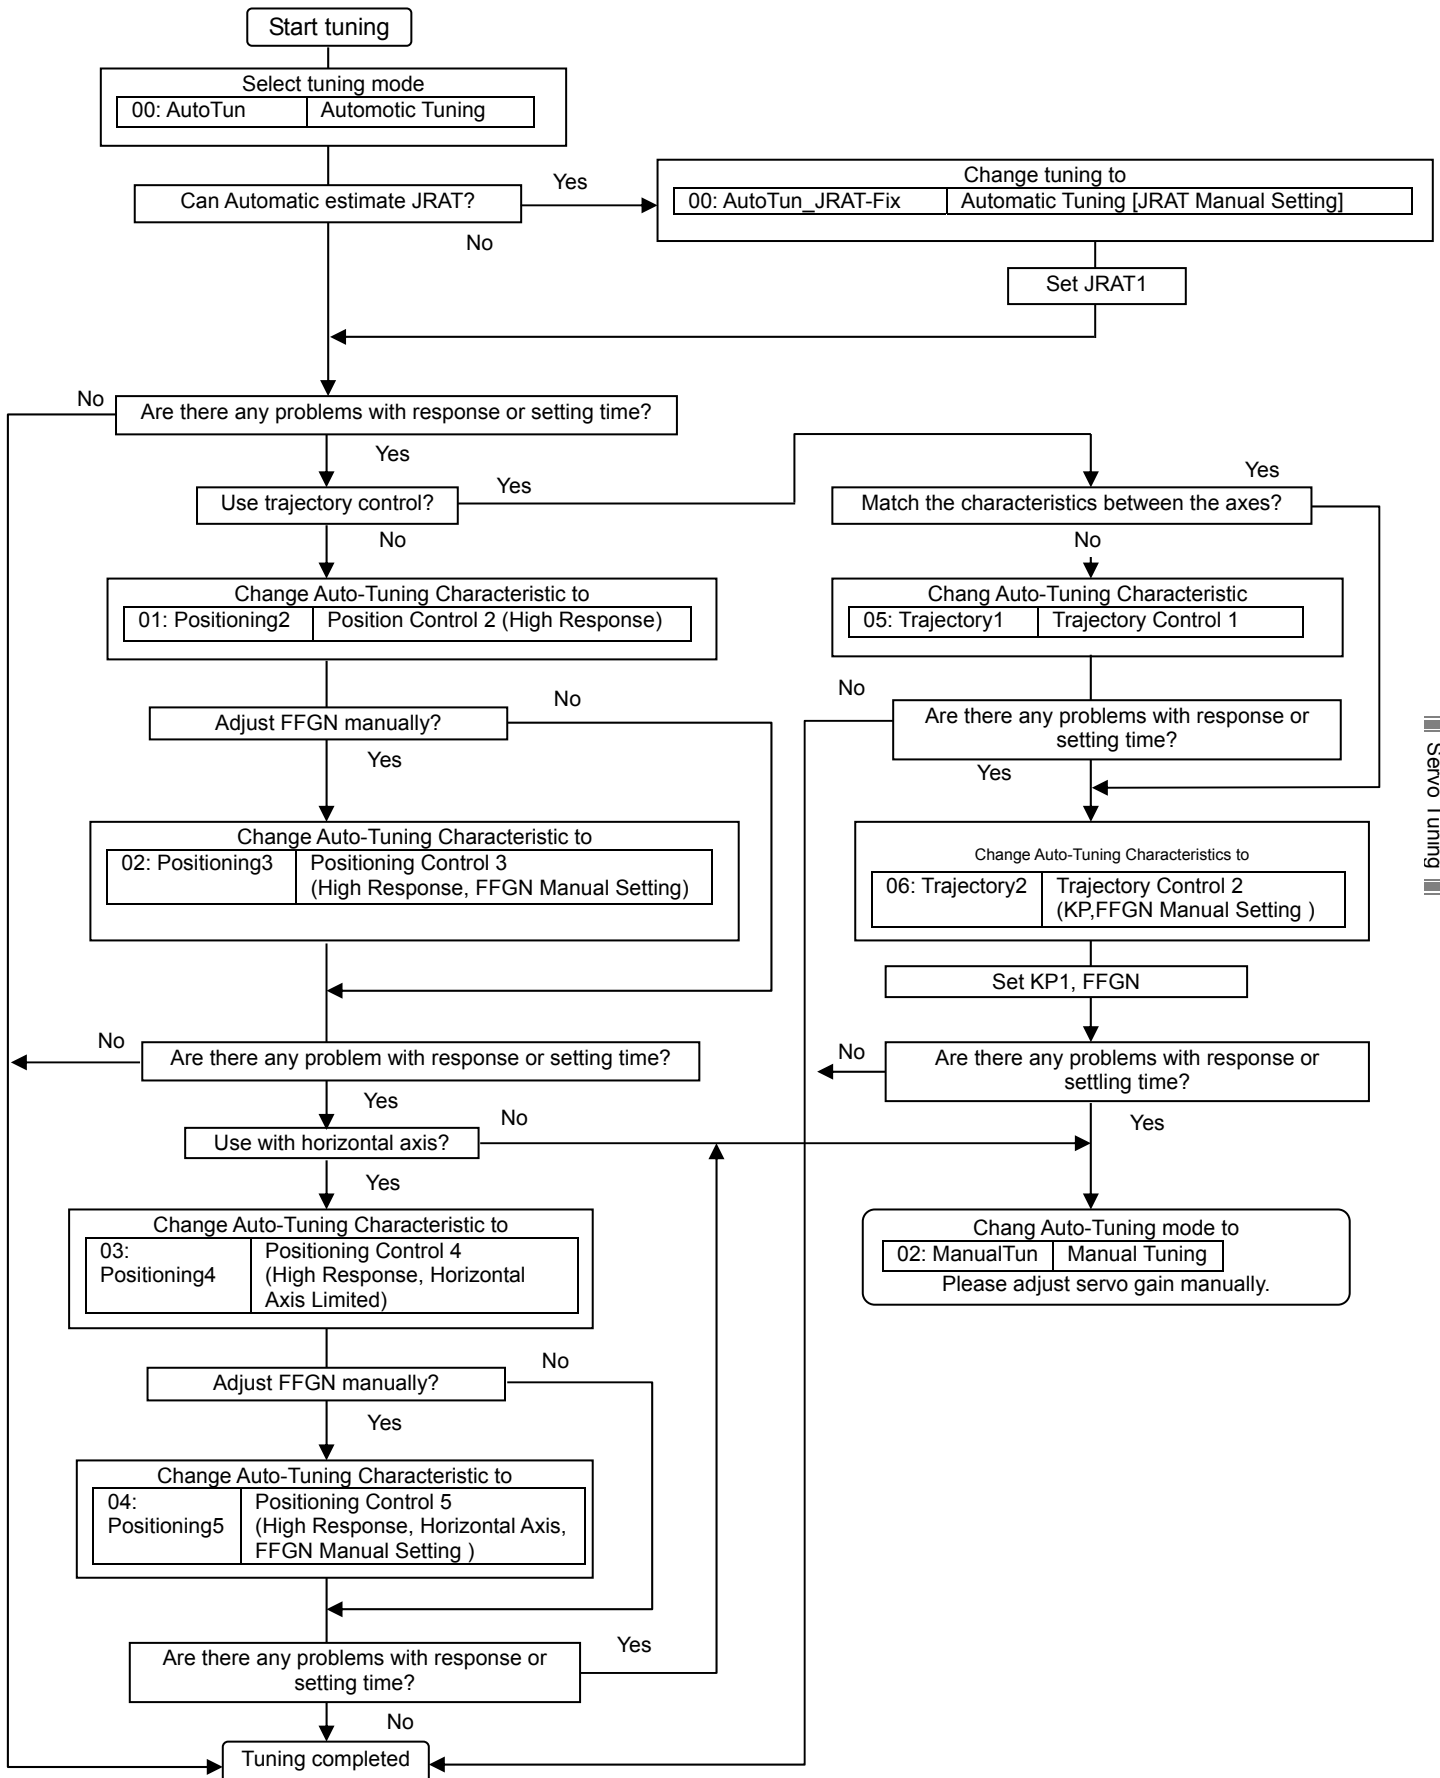 Start tuning
Select tuning mode
00: AutoTun Automotic Tuning
Can Automatic estimate JRAT?
Yes
No
Change tuning to
00: AutoTun_JRAT-Fix Automatic Tuning [JRAT Manual Setting]
Set JRAT1
No
Are there any problems with response or setting time?
Yes
Use trajectory control?
Yes
No
Yes
Match the characteristics between the axes?
No
Change Auto-Tuning Characteristic to
01: Positioning2 Position Control 2 (High Response)
Chang Auto-Tuning Characteristic
05: Trajectory1 Trajectory Control 1
Adjust FFGN manually?
No
Yes
No
Are there any problems with response or
setting time?
Yes
Change Auto-Tuning Characteristic to
02: Positioning3 Positioning Control 3
(High Response, FFGN Manual Setting)
Change Auto-Tuning Characteristics to
06: Trajectory2 Trajectory Control 2
(KP,FFGN Manual Setting )
Set KP1, FFGN
No
Are there any problem with response or setting time?
Yes
No
Are there any problems with response or
settling time?
Yes
Use with horizontal axis?
No
Yes
Change Auto-Tuning Characteristic to
03:
Positioning4
Positioning Control 4
(High Response, Horizontal
Axis Limited)
Chang Auto-Tuning mode to
02: ManualTun Manual Tuning
Please adjust servo gain manually.
Adjust FFGN manually?
No
Yes
Change Auto-Tuning Characteristic to
04:
Positioning5
Positioning Control 5
(High Response, Horizontal Axis,
FFGN Manual Setting )
Are there any problems with response or
setting time?
Yes
No
Tuning completed
Servo Tuning